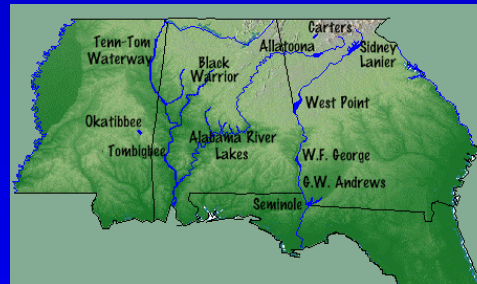 Carters
Tenn-Tom
Waterway
Allatoona
Sidney
Lanier
Black
Warrior
West Point
Okatibbee
Alabama River
Lakes
Tombigbee
W.F. George
G.W. Andrews
Seminole